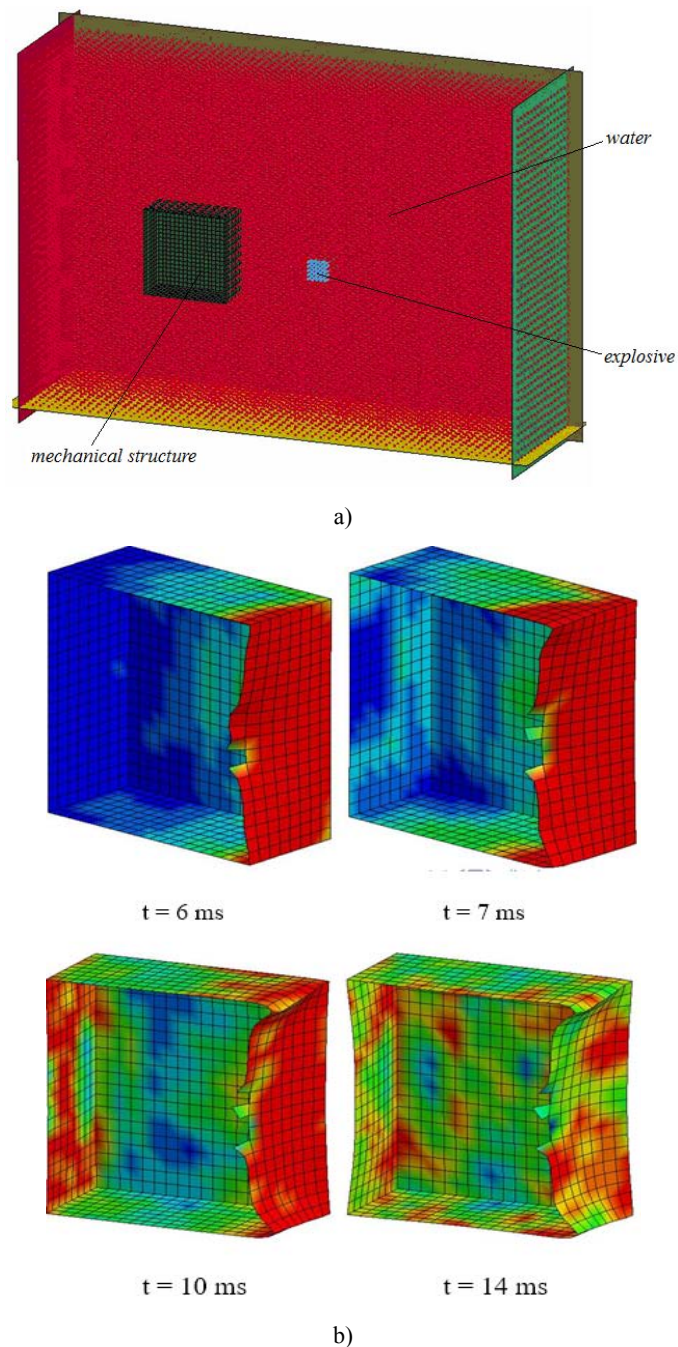 water
explosive
mechanical structure
a)
t = 6 ms
t = 7 ms
t = 10 ms
t = 14 ms
b)